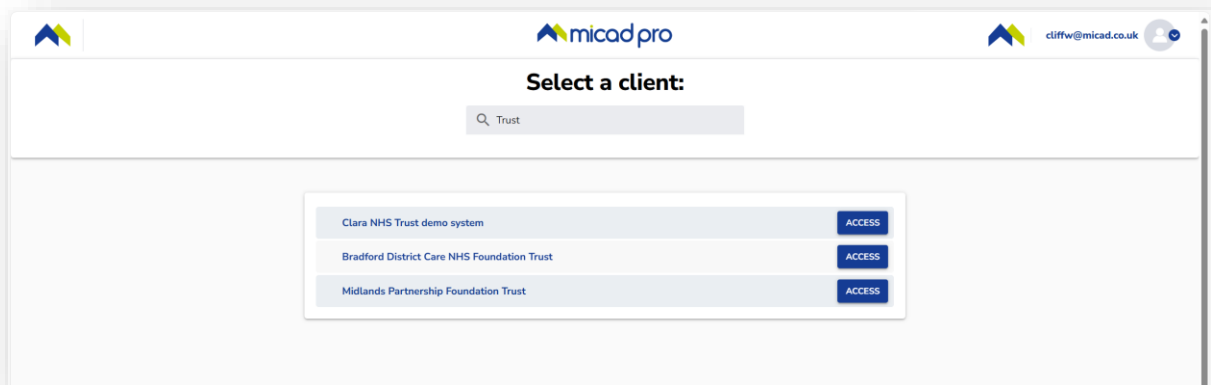 micad pro
cliffw@micad.co.uk
Select a client:
Trust
Clara NHS Trust demo system ACCESS
Bradford District Care NHS Foundation Trust ACCESS
Midlands Partnership Foundation Trust ACCESS